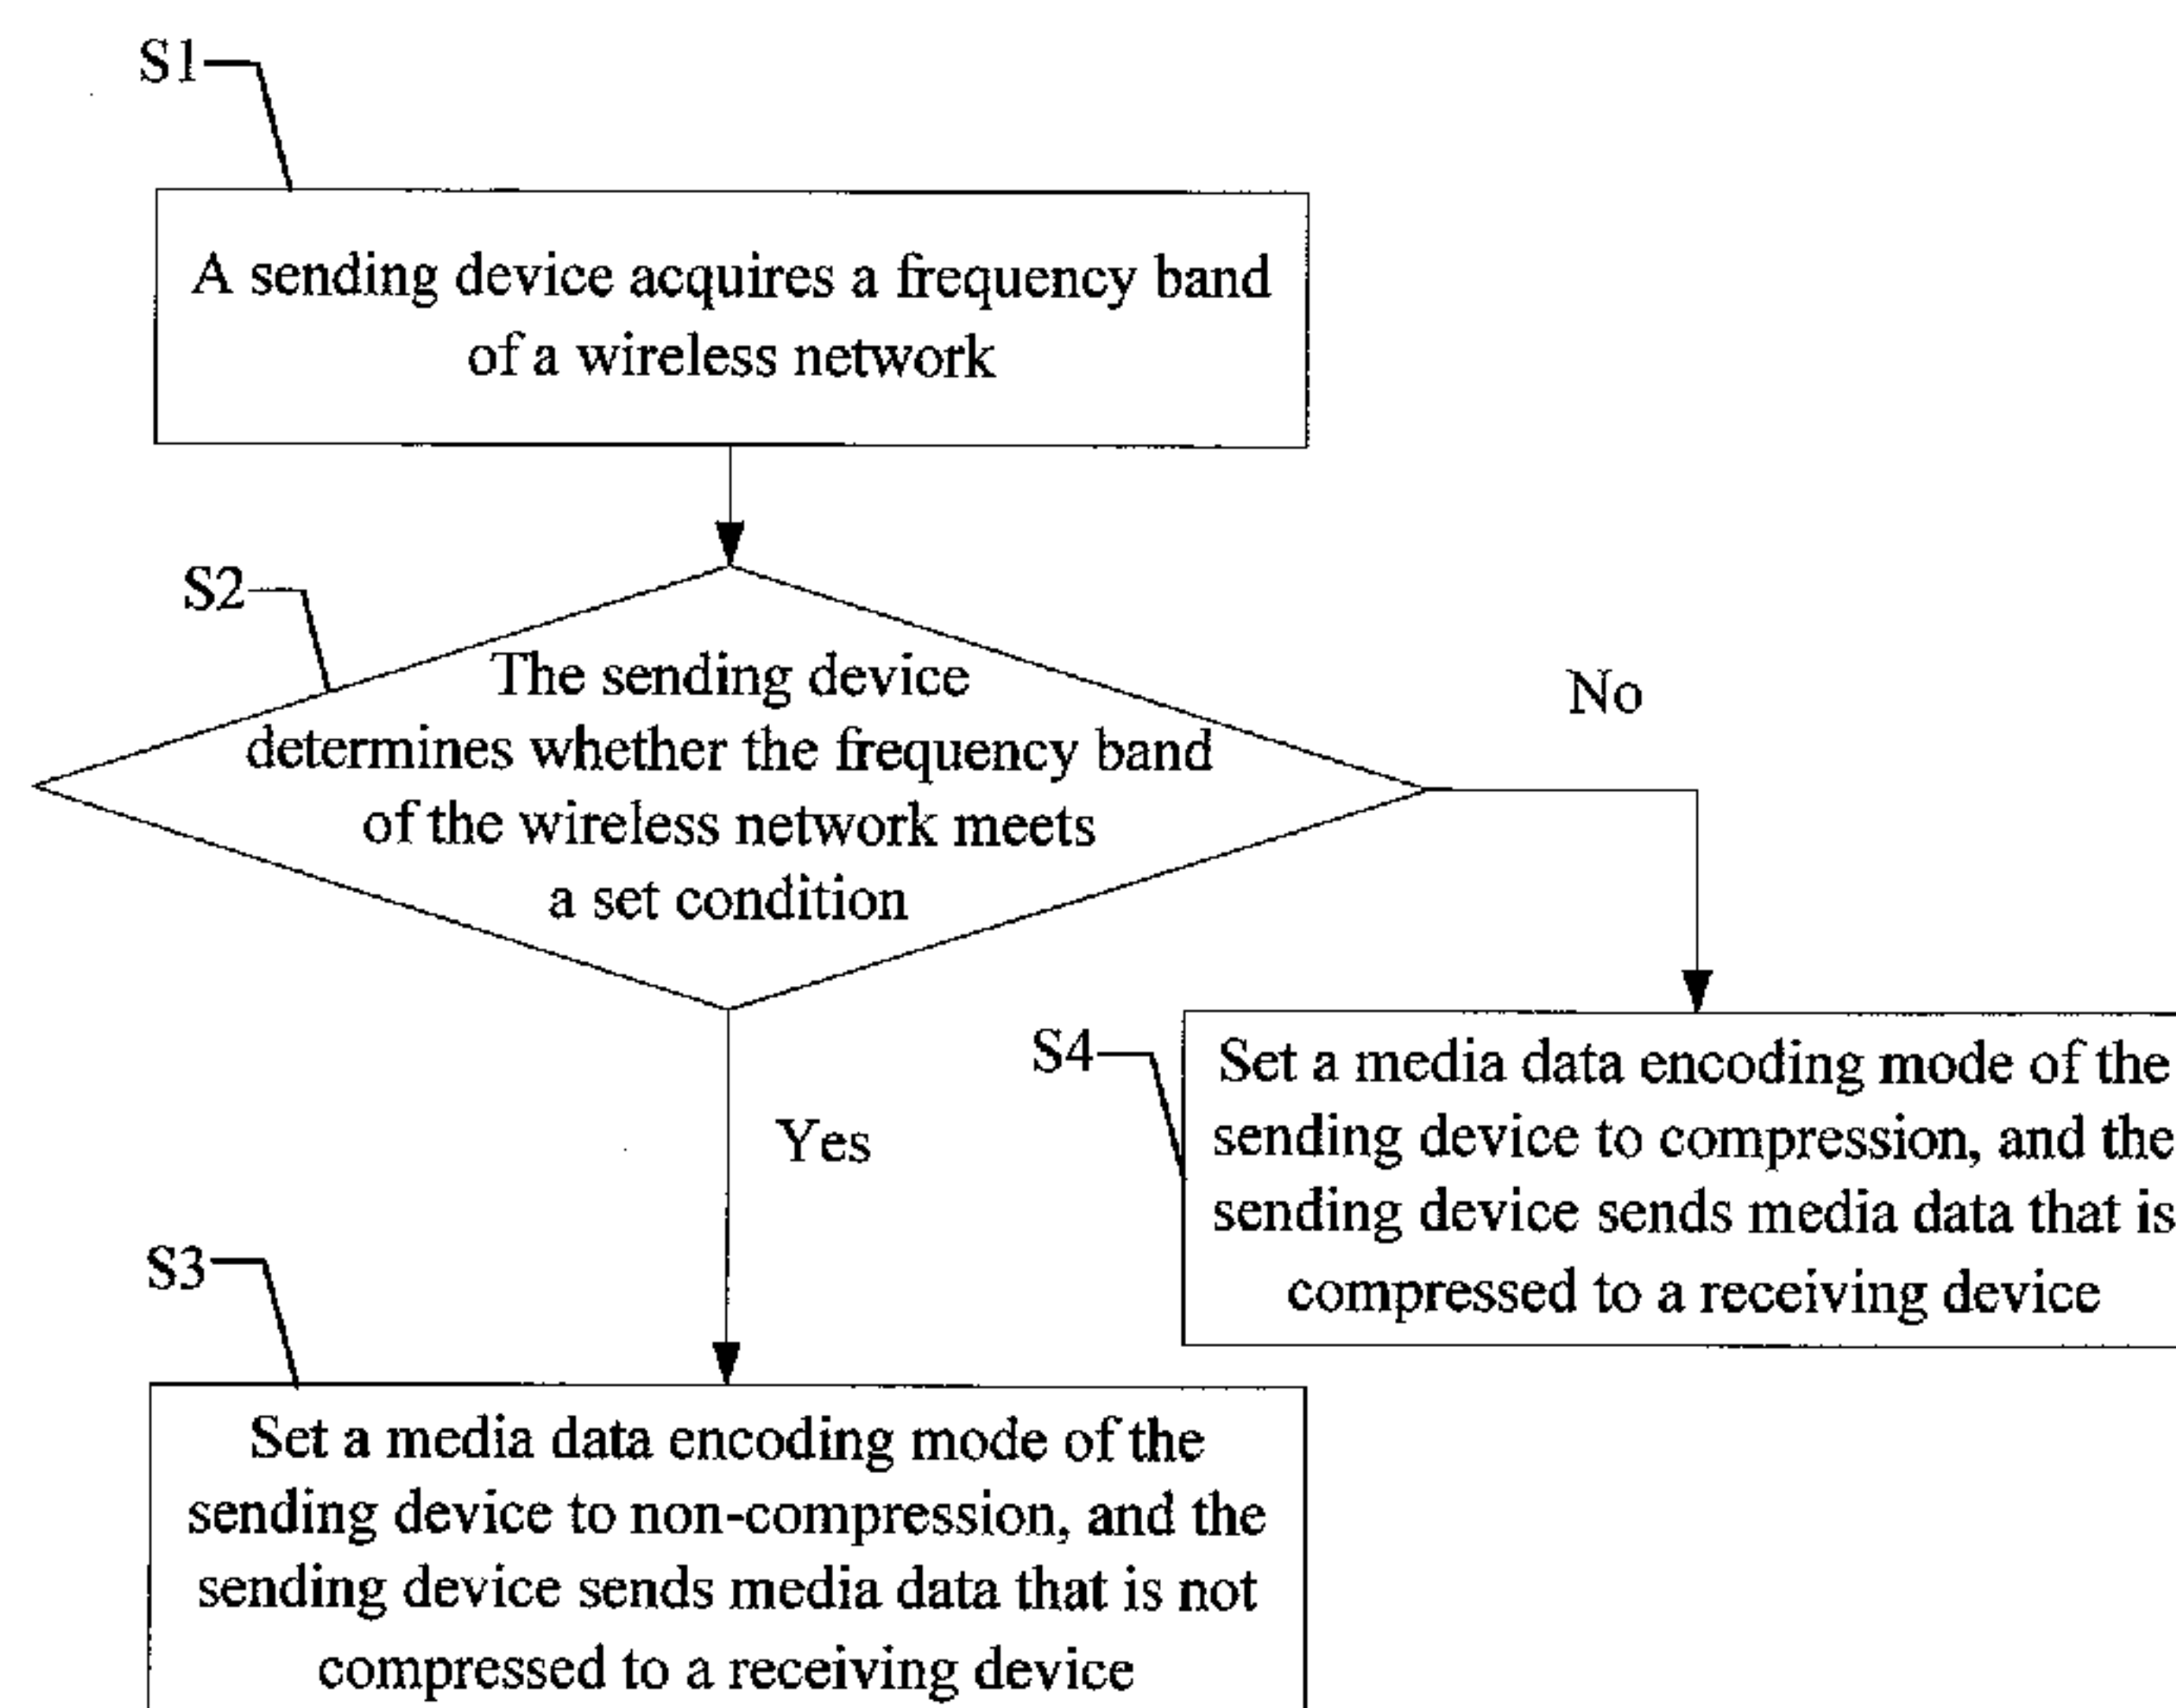 S1
A sending device acquires a frequency band
of a wireless network
S2
The sending device
determines whether the frequency band
of the wireless network meets
a set condition
No
Yes
S4
Set a media data encoding mode of the
sending device to compression, and the
sending device sends media data that is
compressed to a receiving device
S3
Set a media data encoding mode of the
sending device to non-compression, and the
sending device sends media data that is not
compressed to a receiving device